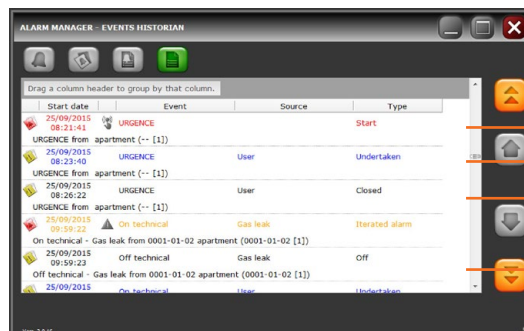 ALARM MANAGER - EVENTS HISTORIAN
Drag a column header to group by that column.
Start date Event Source Type
25/09/2015 08:21:41 URGENCE Start
URGENCE from apartment (-- [1])
25/09/2015 08:23:40 URGENCE User Undertaken
URGENCE from apartment (-- [1])
25/09/2015 08:26:22 URGENCE User Closed
URGENCE from apartment (-- [1])
25/09/2015 09:59:22 On technical Gas leak Iterated alarm
On technical - Gas leak from 0001-01-02 apartment (0001-01-02 [1])
25/09/2015 09:59:23 Off technical Gas leak Off
Off technical - Gas leak from 0001-01-02 apartment (0001-01-02 [1])
25/09/2015 On technical User Undertaken